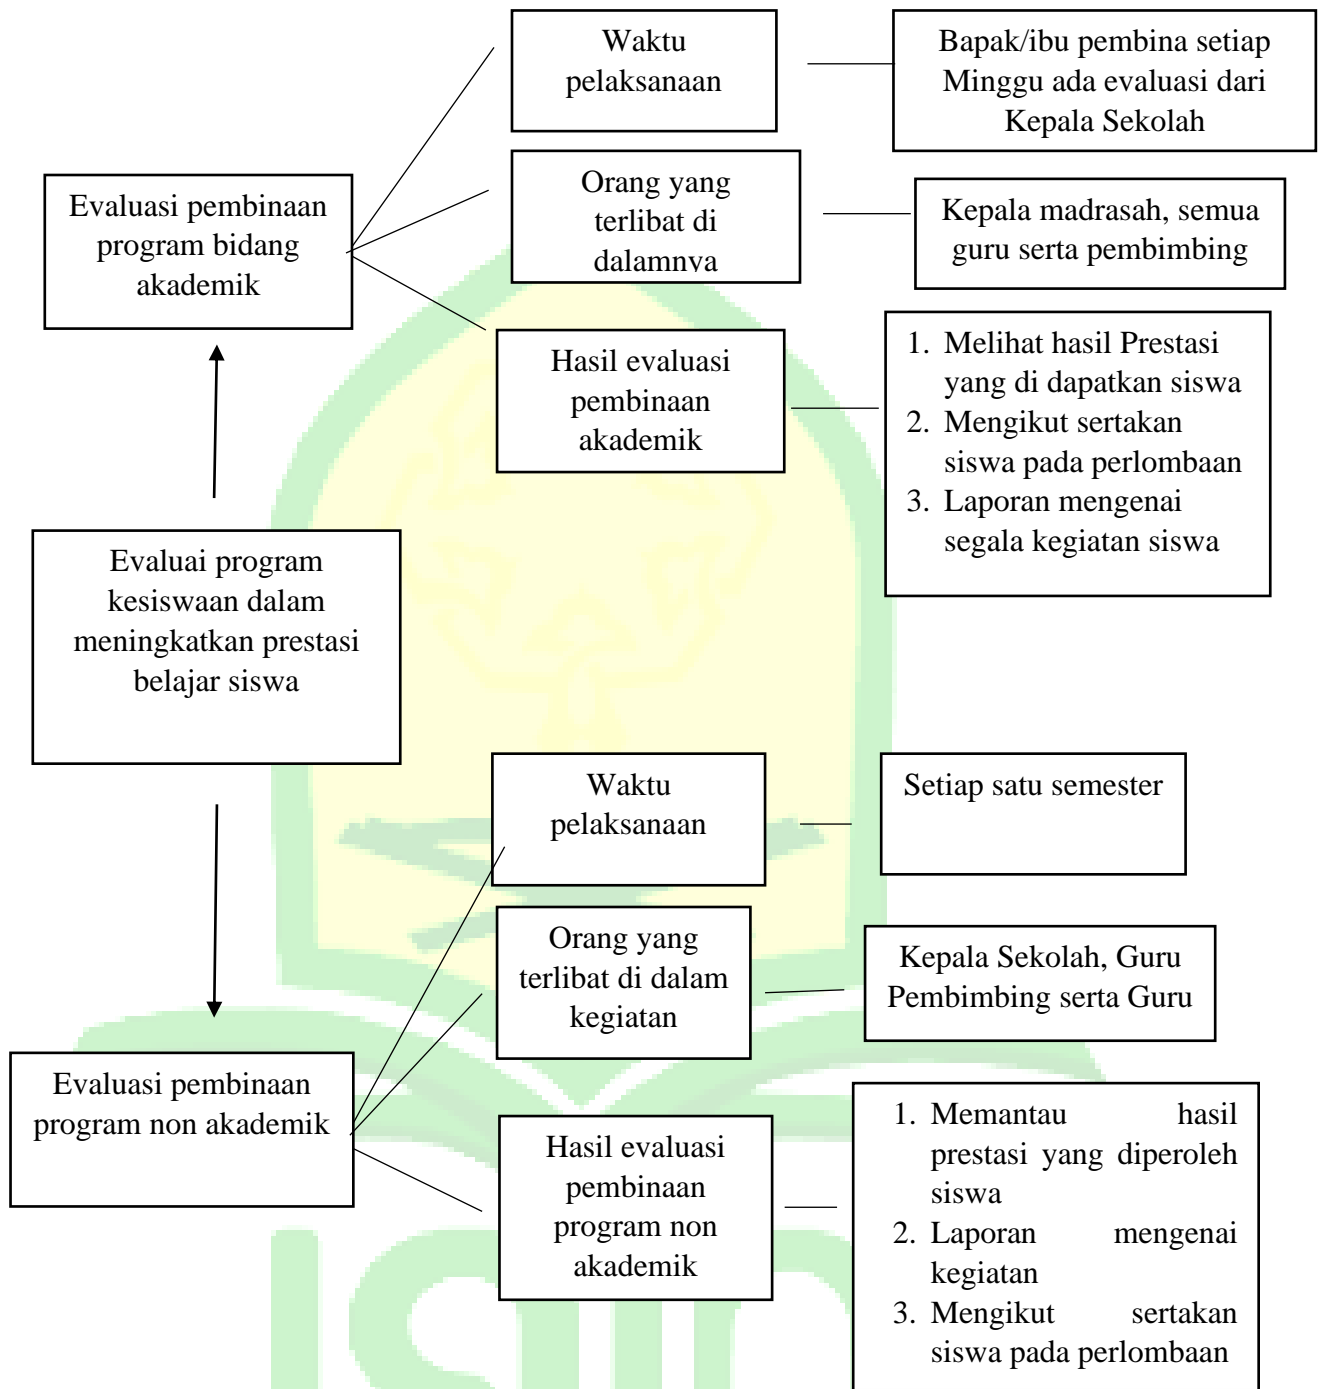 Waktu
pelaksanaan
Bapak/ibu pembina setiap
Minggu ada evaluasi dari
Kepala Sekolah
Evaluasi pembinaan
program bidang
akademik
Orang yang
terlibat di
dalamnya
Kepala madrasah, semua
guru serta pembimbing
Hasil evaluasi
pembinaan
akademik
1. Melihat hasil Prestasi
yang di dapatkan siswa
2. Mengikut sertakan
siswa pada perlombaan
3. Laporan mengenai
segala kegiatan siswa
Evaluai program
kesiswaan dalam
meningkatkan prestasi
belajar siswa
Waktu
pelaksanaan
Setiap satu semester
Orang yang
terlibat di dalam
kegiatan
Kepala Sekolah, Guru
Pembimbing serta Guru
Evaluasi pembinaan
program non akademik
Hasil evaluasi
pembinaan
program non
akademik
1. Memantau hasil
prestasi yang diperoleh
siswa
2. Laporan mengenai
kegiatan
3. Mengikut sertakan
siswa pada perlombaan